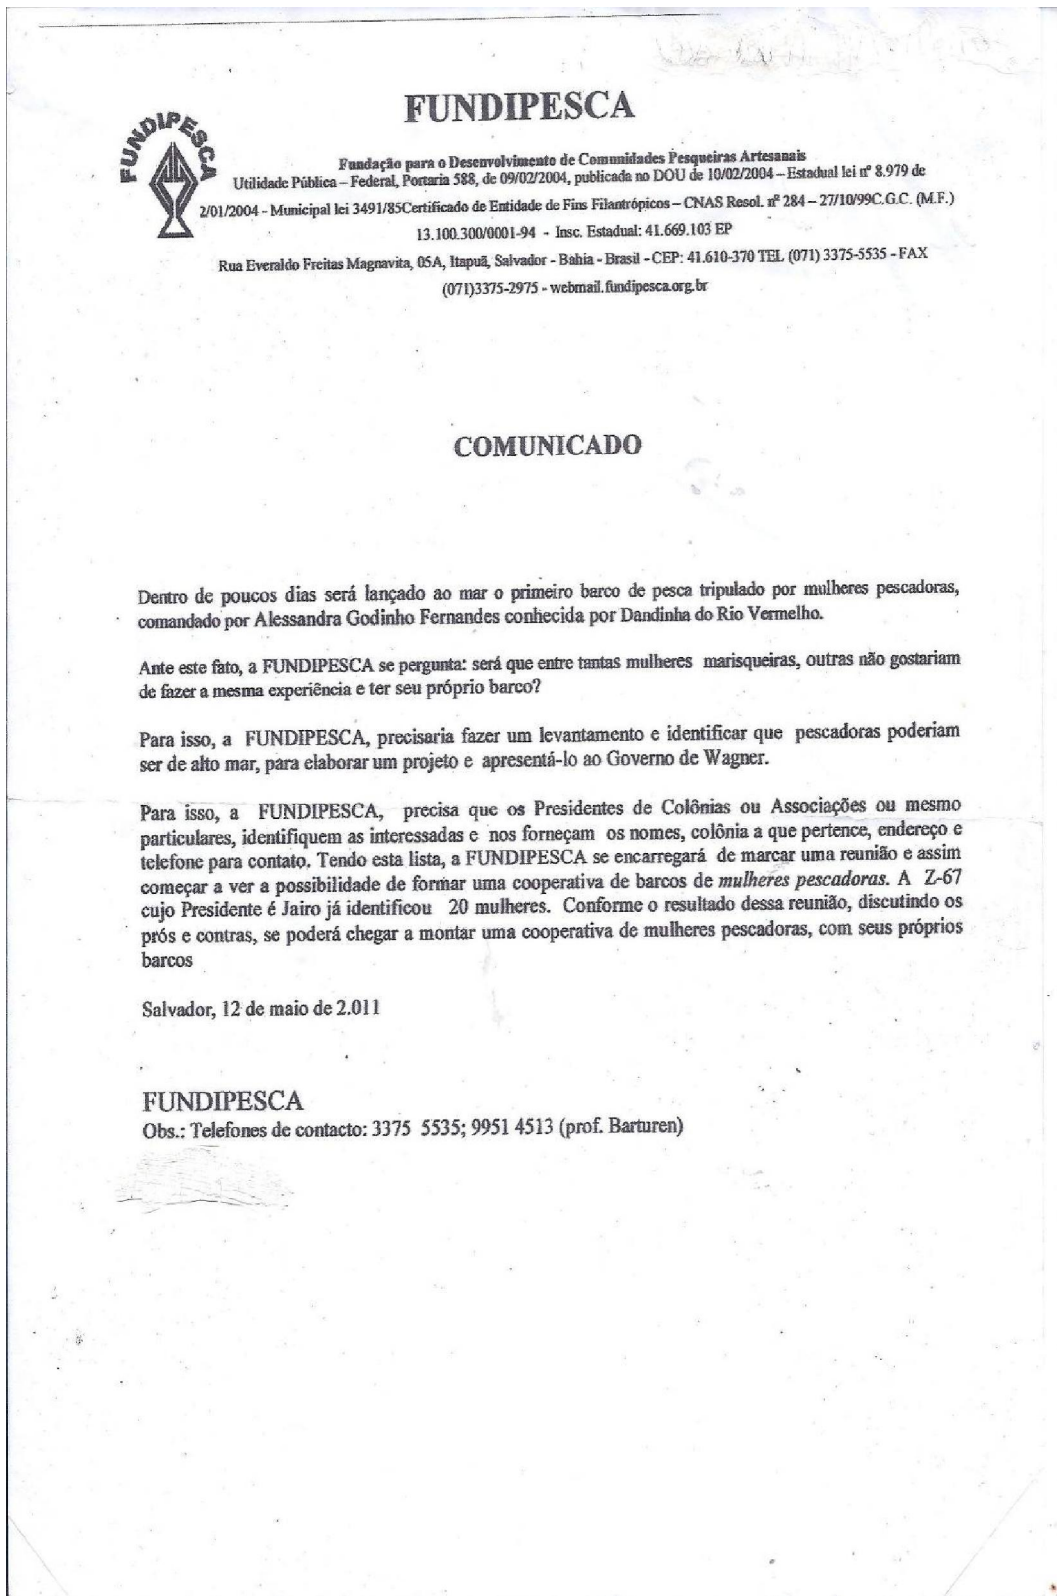 FUNDIPESCA
FUNDIPESCA
Fundação para o Desenvolvimento de Comunidades Pesqueiras Artesanais
Utilidade Pública – Federal, Portaria 588, de 09/02/2004, publicada no DOU de 10/02/2004 – Estadual lei nº 8.979 de
2/01/2004 - Municipal lei 3491/85Certificado de Entidade de Fins Filantrópicos – CNAS Resol. nº 284 – 27/10/99C.G.C. (M.F.)
13.100.300/0001-94 - Insc. Estadual: 41.669.103 EP
Rua Everaldo Freitas Magnavita, 05A, Itapuã, Salvador - Bahia - Brasil - CEP: 41.610-370 TEL (071) 3375-5535 - FAX
(071)3375-2975 - webmail.fundipesca.org.br
COMUNICADO
Dentro de poucos dias será lançado ao mar o primeiro barco de pesca tripulado por mulheres pescadoras,
comandado por Alessandra Godinho Fernandes conhecida por Dandinha do Rio Vermelho.
Ante este fato, a FUNDIPESCA se pergunta: será que entre tantas mulheres marisqueiras, outras não gostariam
de fazer a mesma experiência e ter seu próprio barco?
Para isso, a FUNDIPESCA, precisaria fazer um levantamento e identificar que pescadoras poderiam
ser de alto mar, para elaborar um projeto e apresentá-lo ao Governo de Wagner.
Para isso, a FUNDIPESCA, precisa que os Presidentes de Colônias ou Associações ou mesmo
particulares, identifiquem as interessadas e nos forneçam os nomes, colônia a que pertence, endereço e
telefone para contato. Tendo esta lista, a FUNDIPESCA se encarregará de marcar uma reunião e assim
começar a ver a possibilidade de formar uma cooperativa de barcos de mulheres pescadoras. A Z-67
cujo Presidente é Jairo já identificou 20 mulheres. Conforme o resultado dessa reunião, discutindo os
prós e contras, se poderá chegar a montar uma cooperativa de mulheres pescadoras, com seus próprios
barcos
Salvador, 12 de maio de 2.011
FUNDIPESCA
Obs.: Telefones de contacto: 3375 5535; 9951 4513 (prof. Barturen)